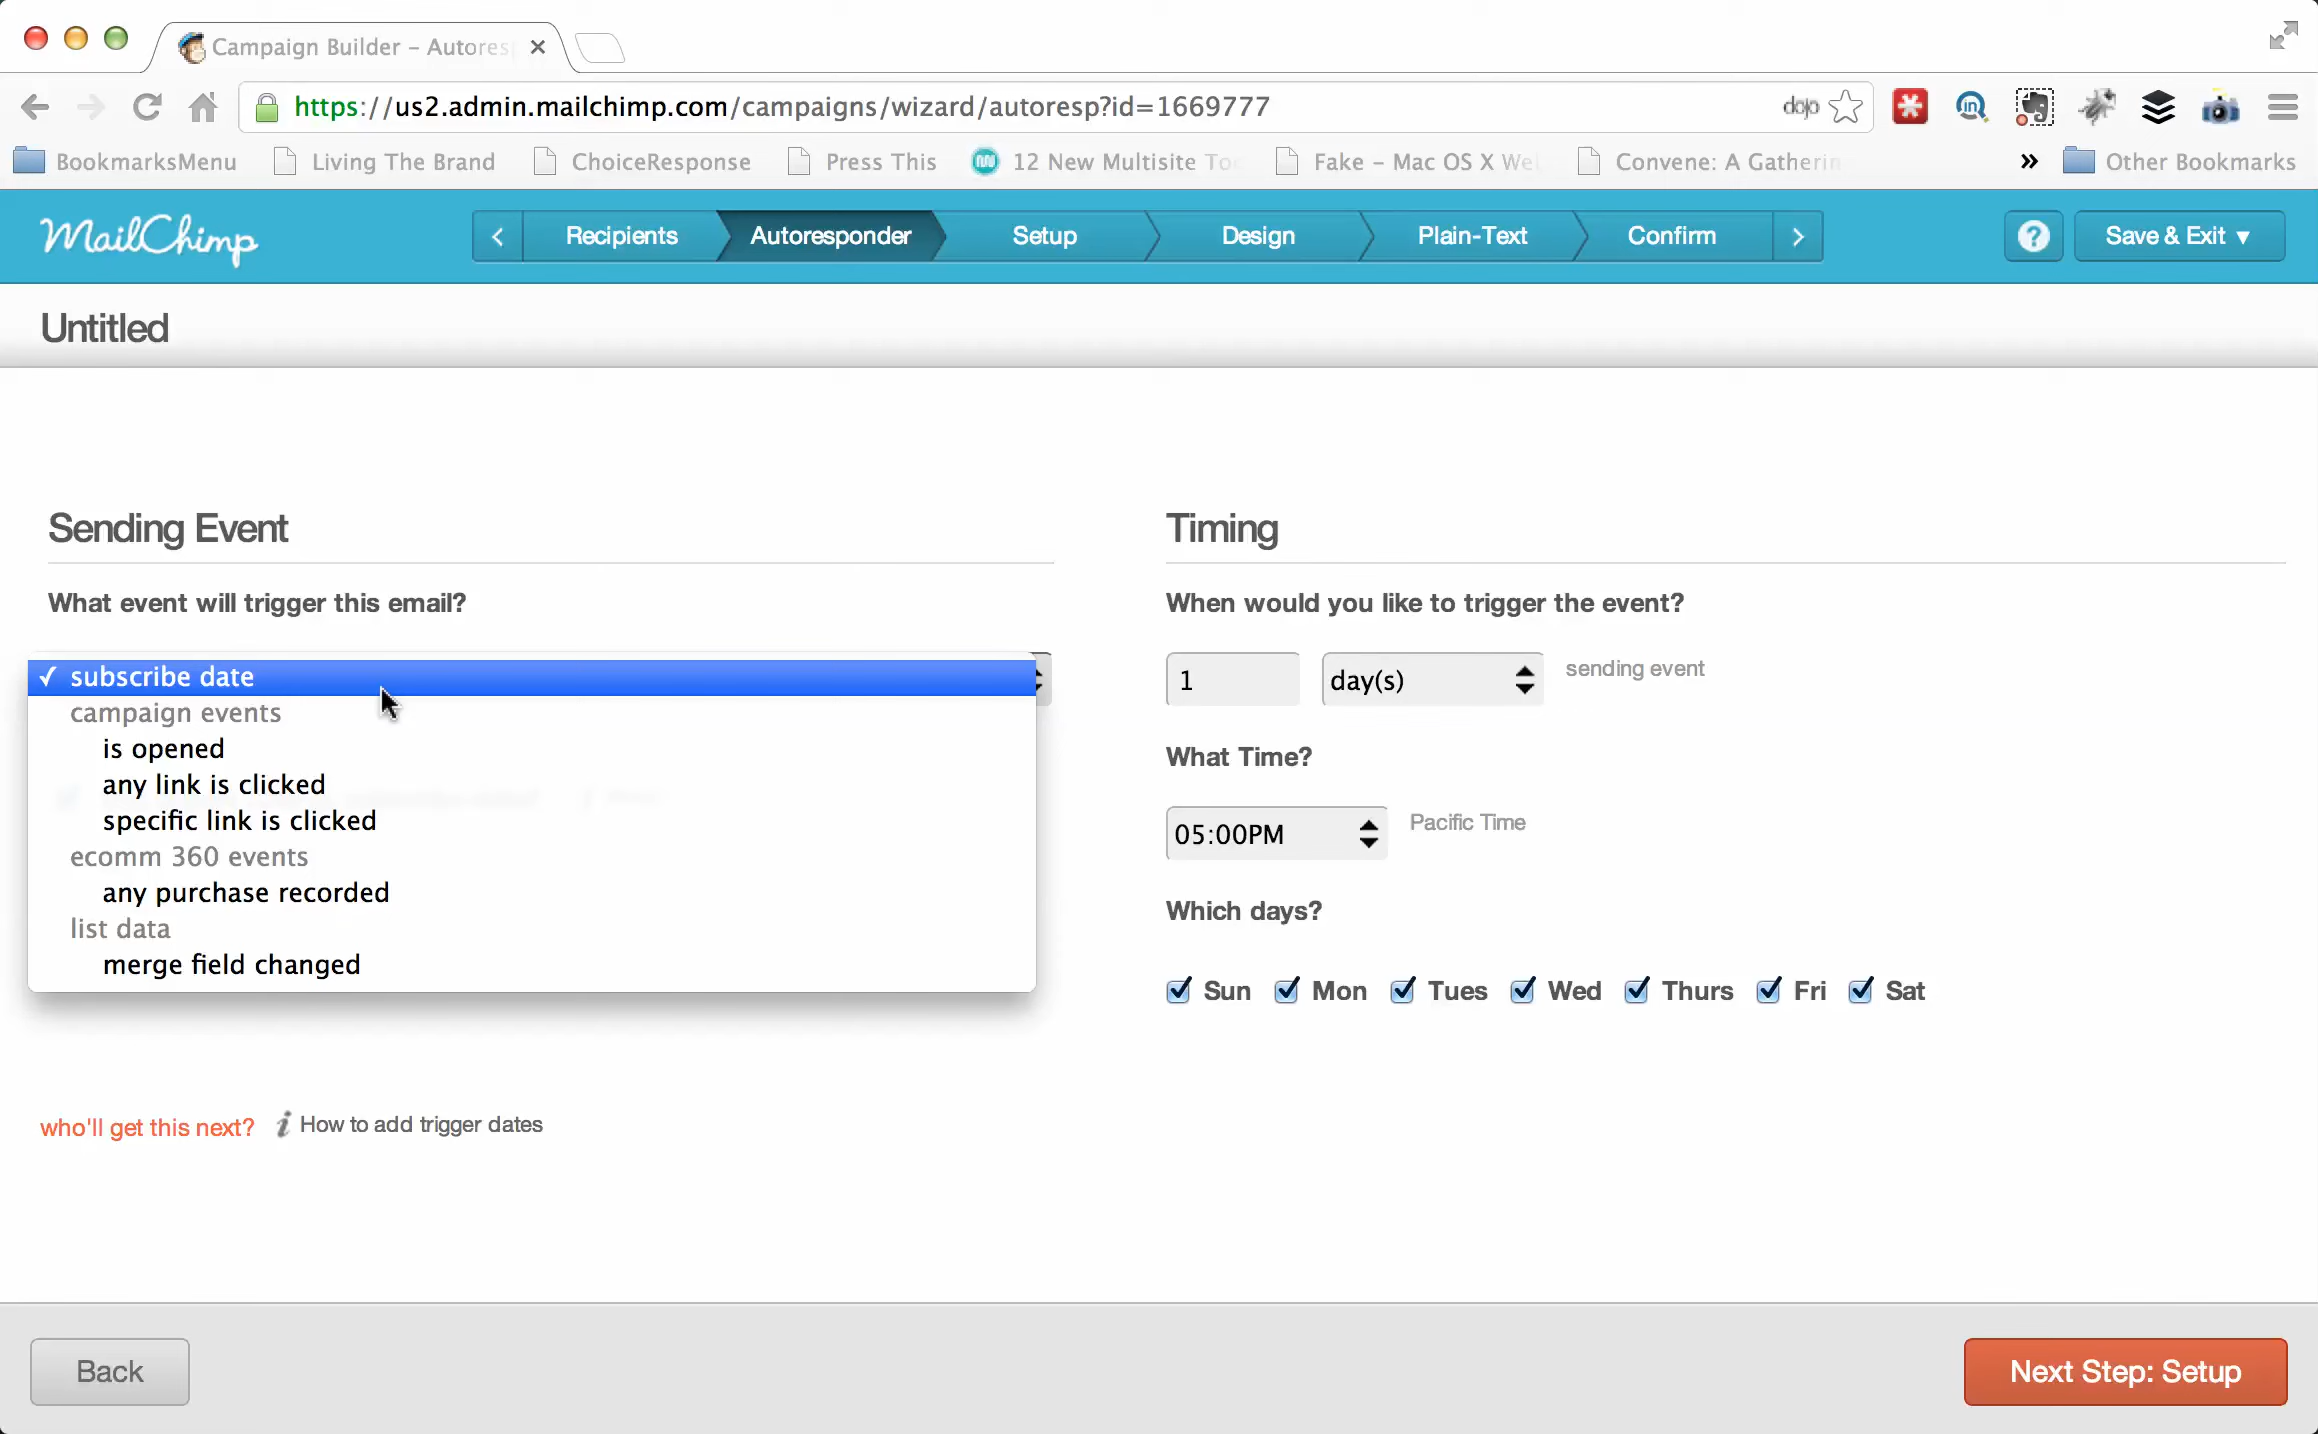 Campaign Builder – Autores
https://us2.admin.mailchimp.com/campaigns/wizard/autoresp?id=1669777
dojo
BookmarksMenu
Living The Brand
ChoiceResponse
Press This
12 New Multisite To
Fake – Mac OS X We
Convene: A Gatherin
»
Other Bookmarks
MailChimp
Recipients
Autoresponder
Setup
Design
Plain-Text
Confirm
?
Save & Exit ▼
Untitled
Sending Event
What event will trigger this email?
✓ subscribe date
campaign events
is opened
any link is clicked
specific link is clicked
ecomm 360 events
any purchase recorded
list data
merge field changed
who'll get this next?
i How to add trigger dates
Timing
When would you like to trigger the event?
1 day(s) sending event
What Time?
05:00PM Pacific Time
Which days?
Sun Mon Tues Wed Thurs Fri Sat
Back
Next Step: Setup